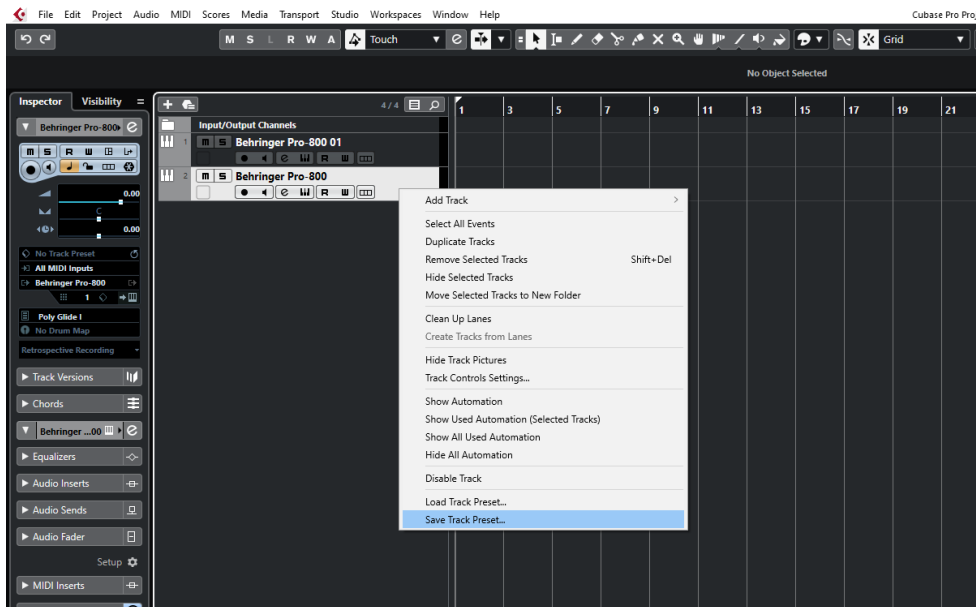 File Edit Project Audio MIDI Scores Media Transport Studio Workspaces Window Help
Cubase Pro Proj
M S L R W A Touch Grid
No Object Selected
Inspector Visibility
4/4
1 3 5 7 9 11 13 15 17 19 21
Behringer Pro-800
m S R W
0.00
C
0.00
No Track Preset
All MIDI Inputs
Behringer Pro-800
1
Poly Glide I
No Drum Map
Retrospective Recording
Track Versions
Chords
Behringer ...00
Equalizers
Audio Inserts
Audio Sends
Audio Fader
Setup
MIDI Inserts
Input/Output Channels
1 m S Behringer Pro-800 01
e R W
2 m S Behringer Pro-800
e R W
Add Track
Select All Events
Duplicate Tracks
Remove Selected Tracks Shift+Del
Hide Selected Tracks
Move Selected Tracks to New Folder
Clean Up Lanes
Create Tracks from Lanes
Hide Track Pictures
Track Controls Settings...
Show Automation
Show Used Automation (Selected Tracks)
Show All Used Automation
Hide All Automation
Disable Track
Load Track Preset...
Save Track Preset...